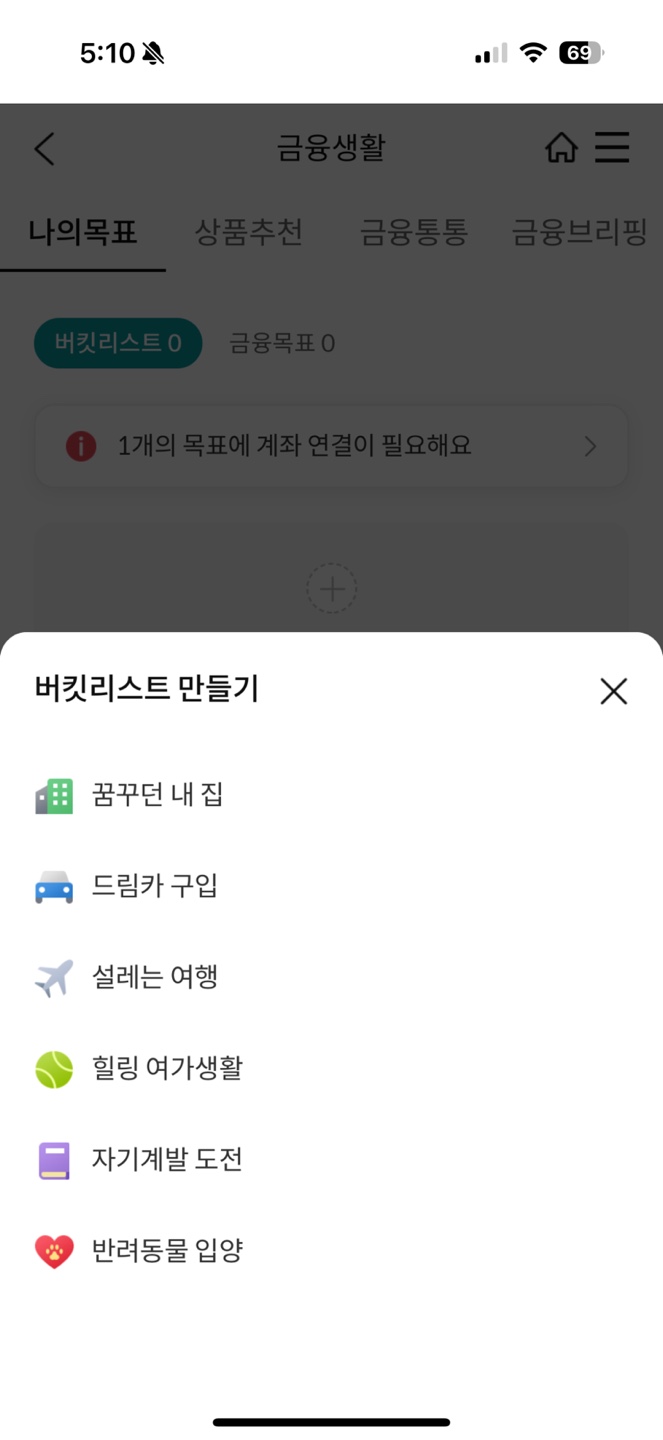 5:10
69
금융생활
나의목표 상품추천 금융통통 금융브리핑
버킷리스트 0 금융목표 0
1개의 목표에 계좌 연결이 필요해요
버킷리스트 만들기
꿈꾸던 내 집
드림카 구입
설레는 여행
힐링 여가생활
자기계발 도전
반려동물 입양